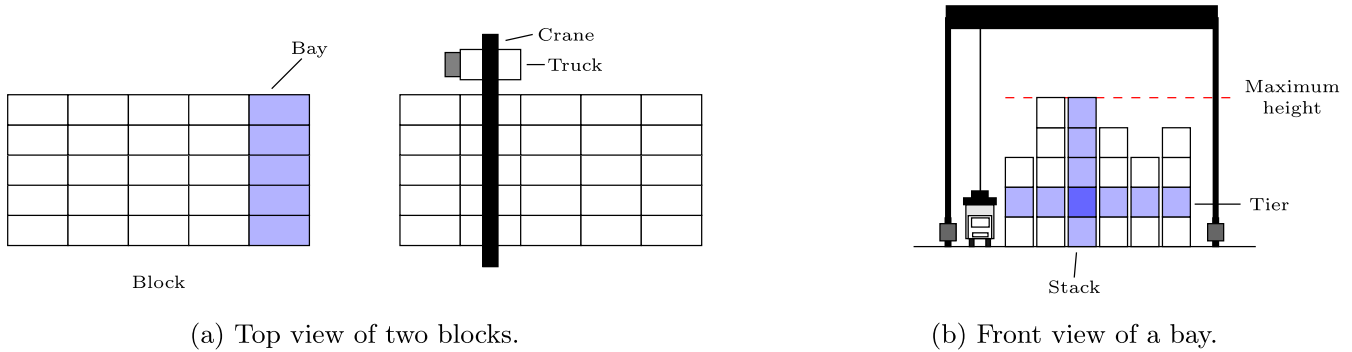 Bay
Crane
Truck
Block
(a) Top view of two blocks.
Maximum
height
Tier
Stack
(b) Front view of a bay.